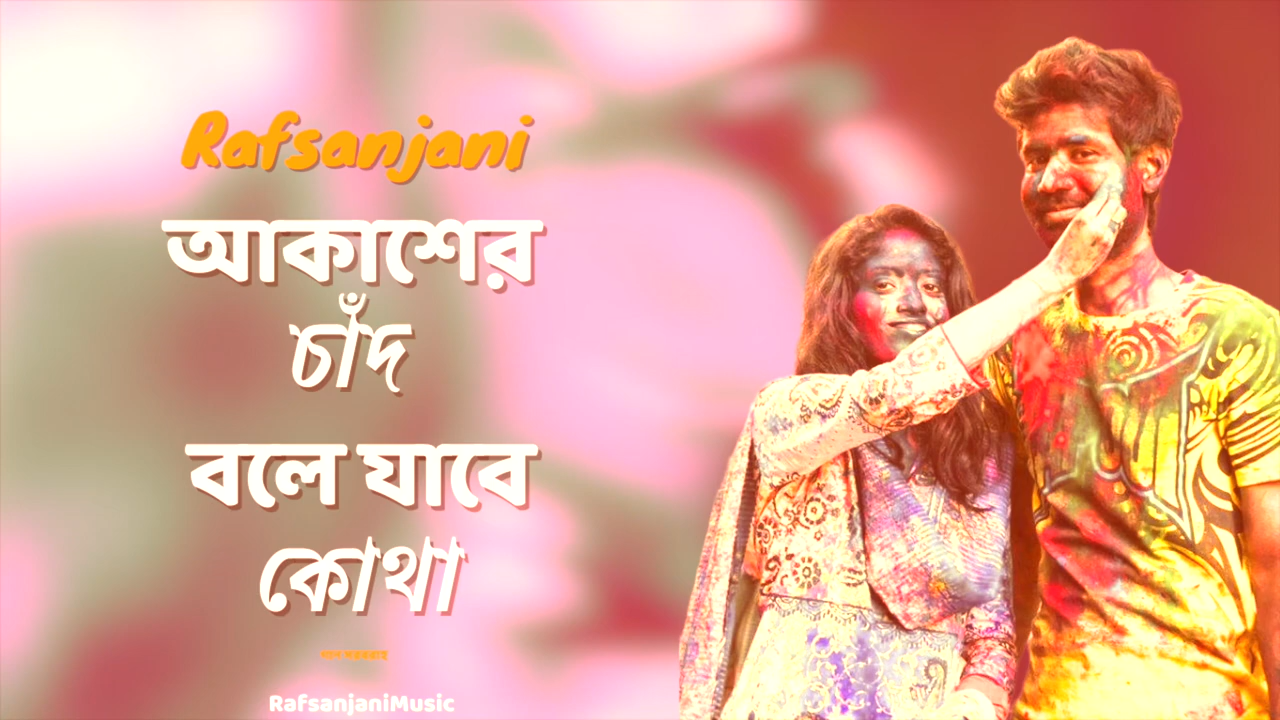 Rafsanjani
আকাশের
চাঁদ
বলে যাবে
কোথা
RafsanjaniMusic